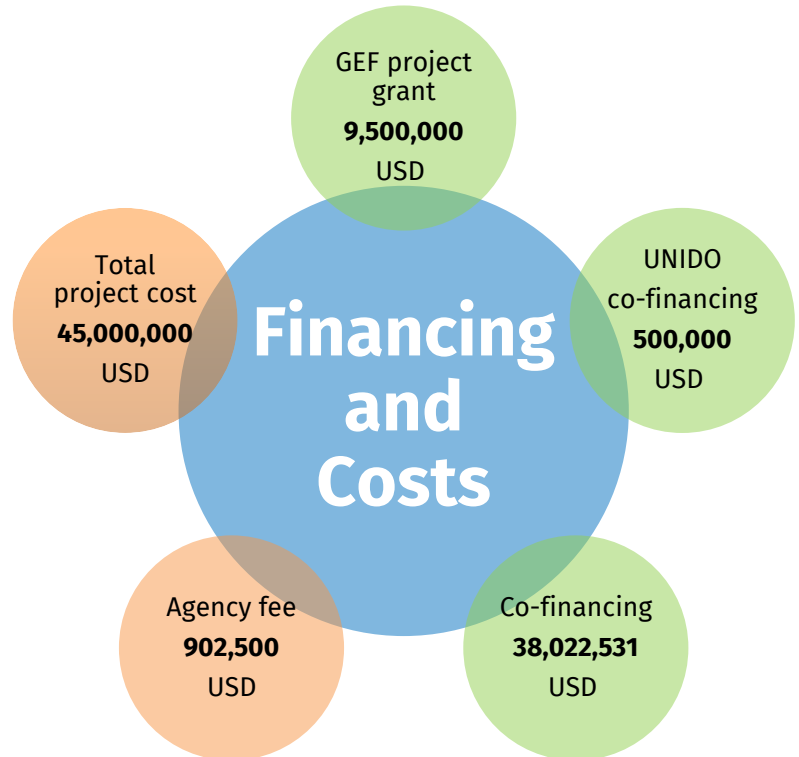 GEF project
grant
9,500,000
USD
Total
project cost
45,000,000
USD
UNIDO
co-financing
500,000
USD
Financing
and
Costs
Agency fee
902,500
USD
Co-financing
38,022,531
USD